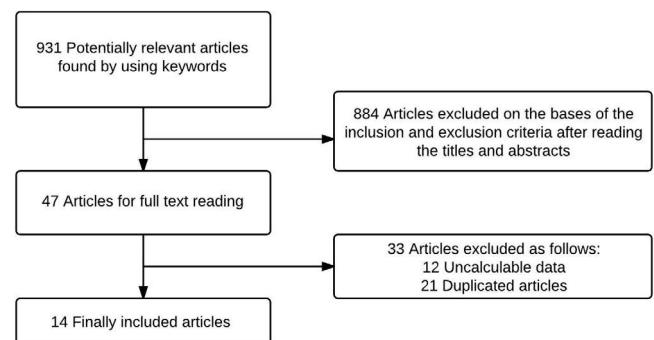 931 Potentially relevant articles
found by using keywords
884 Articles excluded on the bases of the
inclusion and exclusion criteria after reading
the titles and abstracts
47 Articles for full text reading
33 Articles excluded as follows:
12 Uncalculable data
21 Duplicated articles
14 Finally included articles